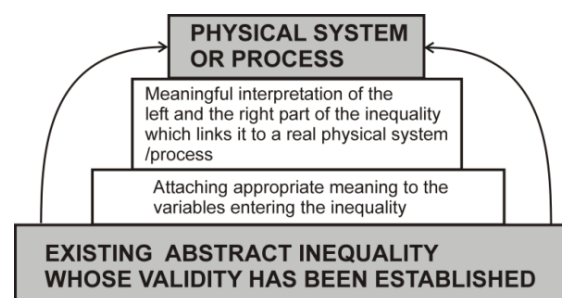 PHYSICAL SYSTEM
OR PROCESS
Meaningful interpretation of the
left and the right part of the inequality
which links it to a real physical system
/process
Attaching appropriate meaning to the
variables entering the inequality
EXISTING ABSTRACT INEQUALITY
WHOSE VALIDITY HAS BEEN ESTABLISHED